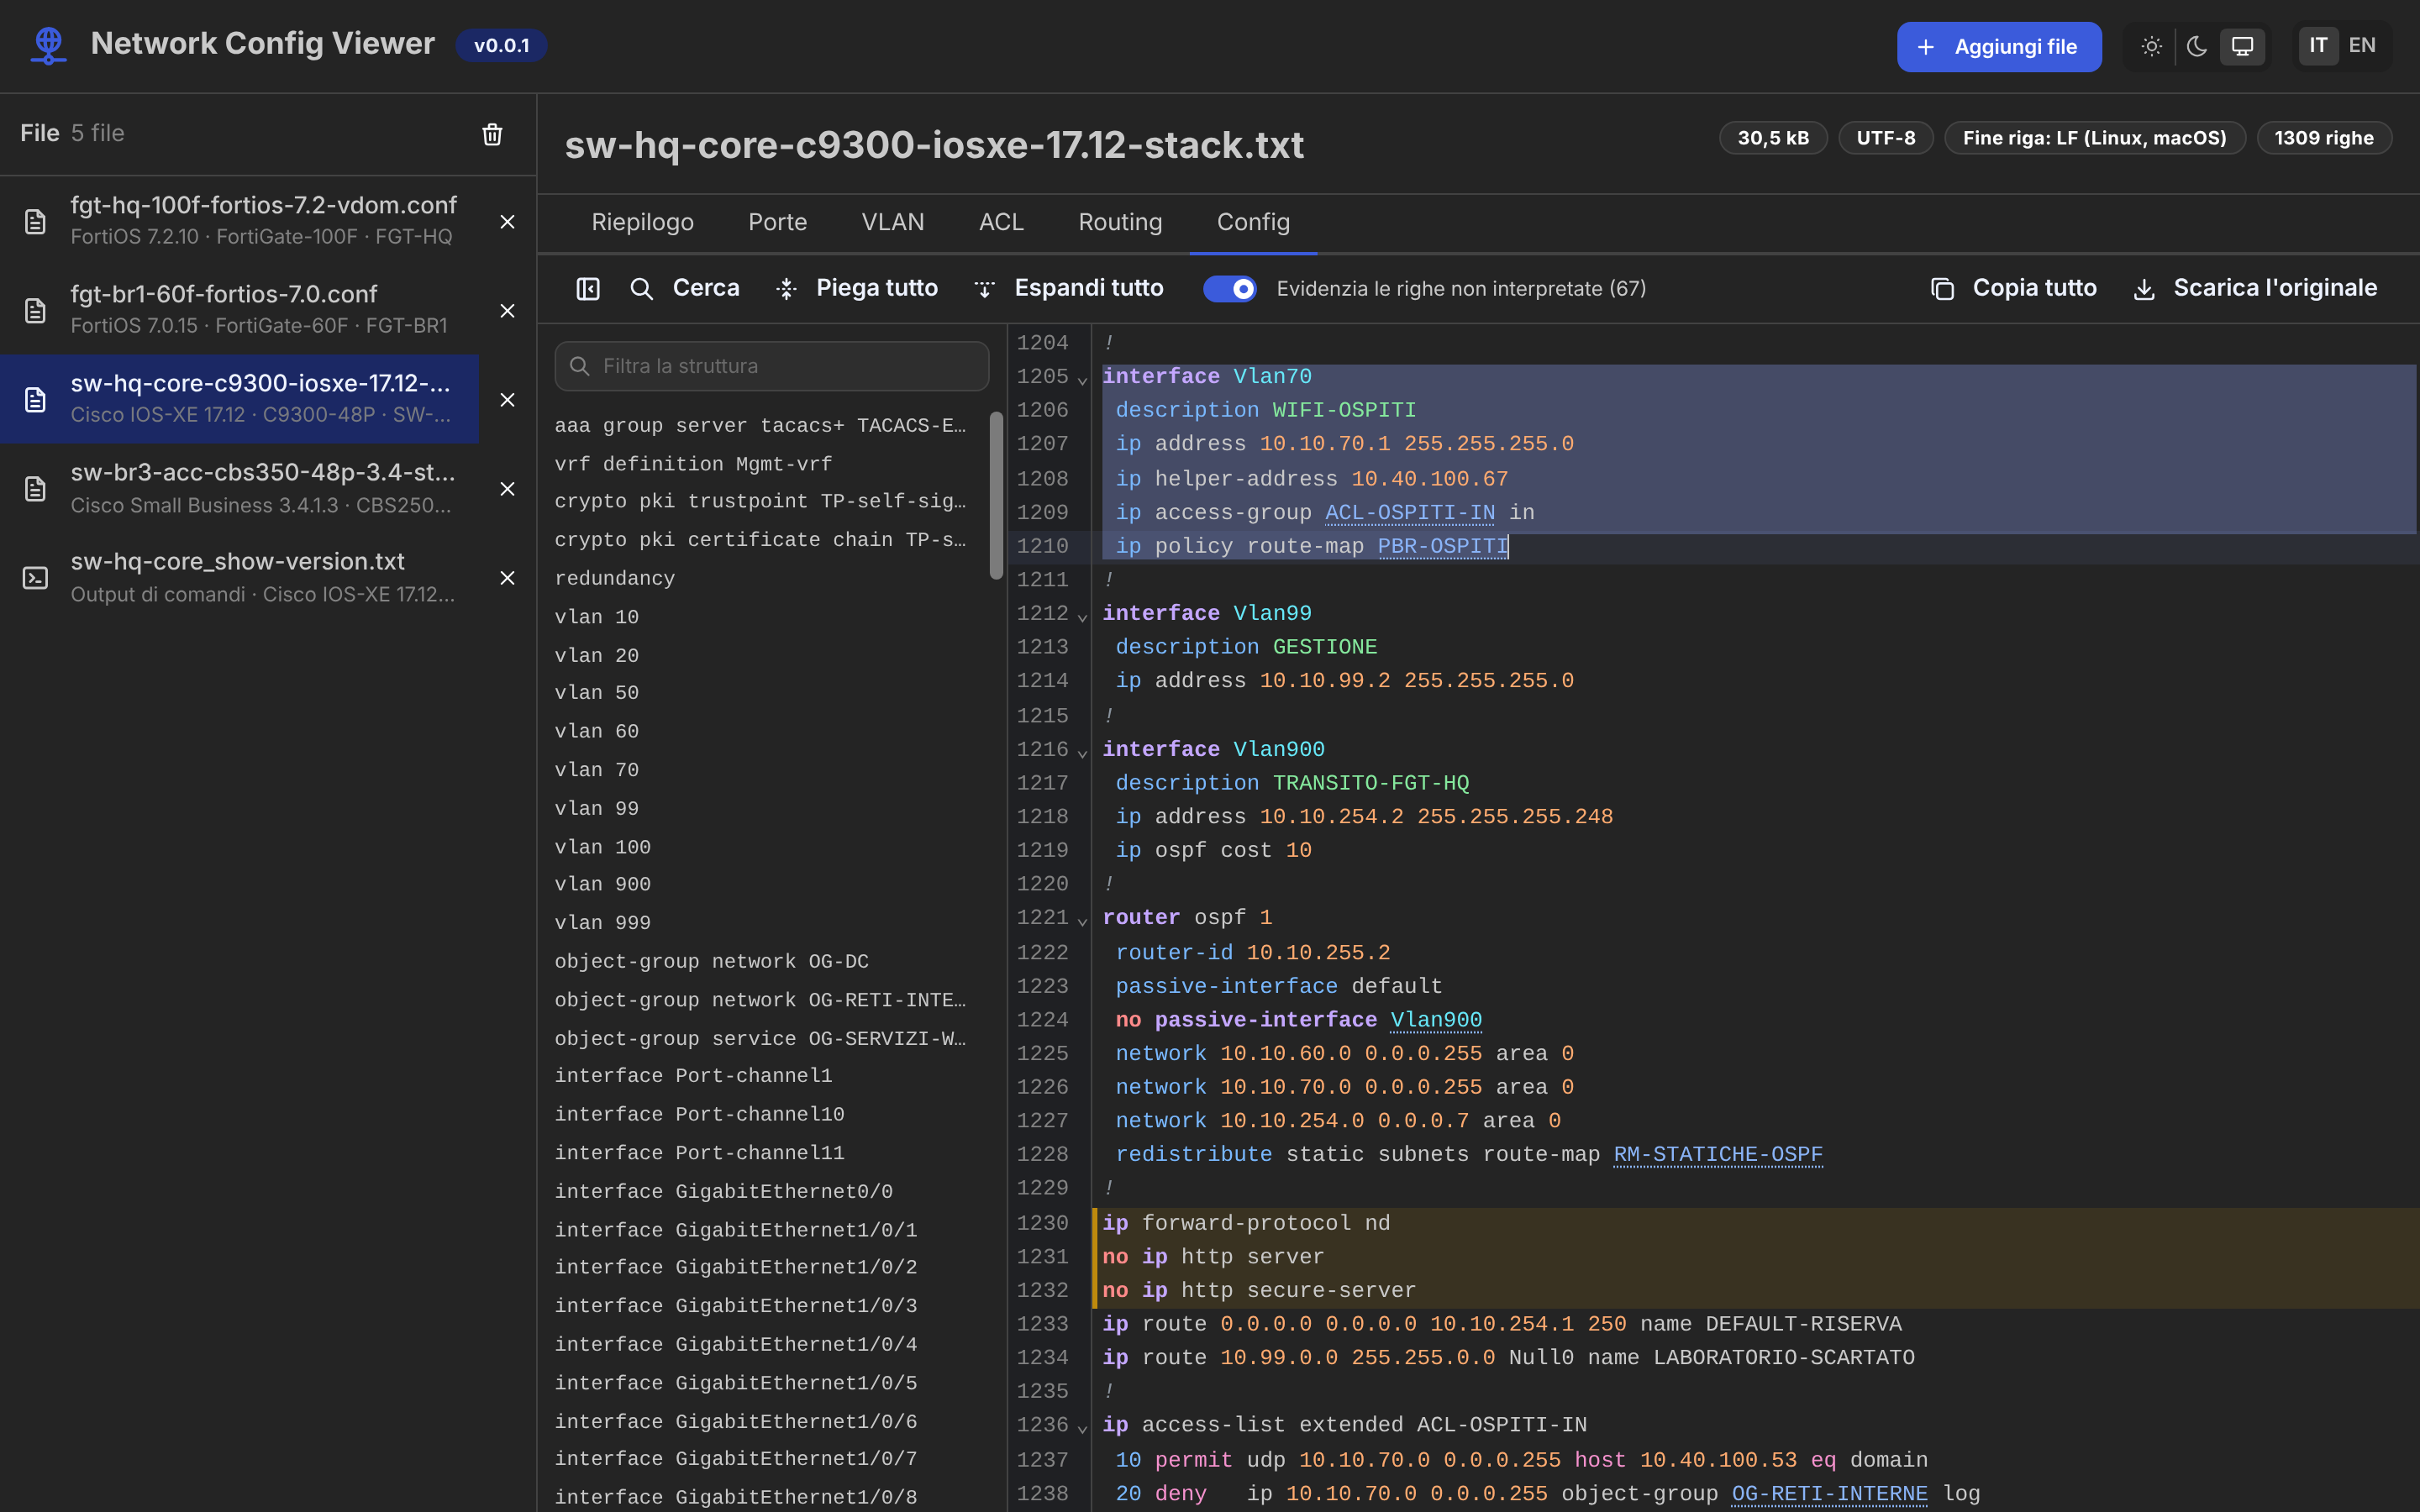 Network Config Viewer v0.0.1
Aggiungi file
IT EN
File 5 file
fgt-hq-100f-fortios-7.2-vdom.conf
FortiOS 7.2.10 · FortiGate-100F · FGT-HQ
fgt-br1-60f-fortios-7.0.conf
FortiOS 7.0.15 · FortiGate-60F · FGT-BR1
sw-hq-core-c9300-iosxe-17.12-...
Cisco IOS-XE 17.12 · C9300-48P · SW-...
sw-br3-acc-cbs350-48p-3.4-st...
Cisco Small Business 3.4.1.3 · CBS250...
sw-hq-core_show-version.txt
Output di comandi · Cisco IOS-XE 17.12...
sw-hq-core-c9300-iosxe-17.12-stack.txt
30,5 kB UTF-8 Fine riga: LF (Linux, macOS) 1309 righe
Riepilogo Porte VLAN ACL Routing Config
Cerca Piega tutto Espandi tutto Evidenzia le righe non interpretate (67) Copia tutto Scarica l'originale
Filtra la struttura
aaa group server tacacs+ TACACS-E…
vrf definition Mgmt-vrf
crypto pki trustpoint TP-self-sig…
crypto pki certificate chain TP-s…
redundancy
vlan 10
vlan 20
vlan 50
vlan 60
vlan 70
vlan 99
vlan 100
vlan 900
vlan 999
object-group network OG-DC
object-group network OG-RETI-INTE…
object-group service OG-SERVIZI-W…
interface Port-channel1
interface Port-channel10
interface Port-channel11
interface GigabitEthernet0/0
interface GigabitEthernet1/0/1
interface GigabitEthernet1/0/2
interface GigabitEthernet1/0/3
interface GigabitEthernet1/0/4
interface GigabitEthernet1/0/5
interface GigabitEthernet1/0/6
interface GigabitEthernet1/0/7
interface GigabitEthernet1/0/8
1204 !
1205 interface Vlan70
1206 description WIFI-OSPITI
1207 ip address 10.10.70.1 255.255.255.0
1208 ip helper-address 10.40.100.67
1209 ip access-group ACL-OSPITI-IN in
1210 ip policy route-map PBR-OSPITI
1211 !
1212 interface Vlan99
1213 description GESTIONE
1214 ip address 10.10.99.2 255.255.255.0
1215 !
1216 interface Vlan900
1217 description TRANSITO-FGT-HQ
1218 ip address 10.10.254.2 255.255.255.248
1219 ip ospf cost 10
1220 !
1221 router ospf 1
1222 router-id 10.10.255.2
1223 passive-interface default
1224 no passive-interface Vlan900
1225 network 10.10.60.0 0.0.0.255 area 0
1226 network 10.10.70.0 0.0.0.255 area 0
1227 network 10.10.254.0 0.0.0.7 area 0
1228 redistribute static subnets route-map RM-STATICHE-OSPF
1229 !
1230 ip forward-protocol nd
1231 no ip http server
1232 no ip http secure-server
1233 ip route 0.0.0.0 0.0.0.0 10.10.254.1 250 name DEFAULT-RISERVA
1234 ip route 10.99.0.0 255.255.0.0 Null0 name LABORATORIO-SCARTATO
1235 !
1236 ip access-list extended ACL-OSPITI-IN
1237 10 permit udp 10.10.70.0 0.0.0.255 host 10.40.100.53 eq domain
1238 20 deny ip 10.10.70.0 0.0.0.255 object-group OG-RETI-INTERNE log